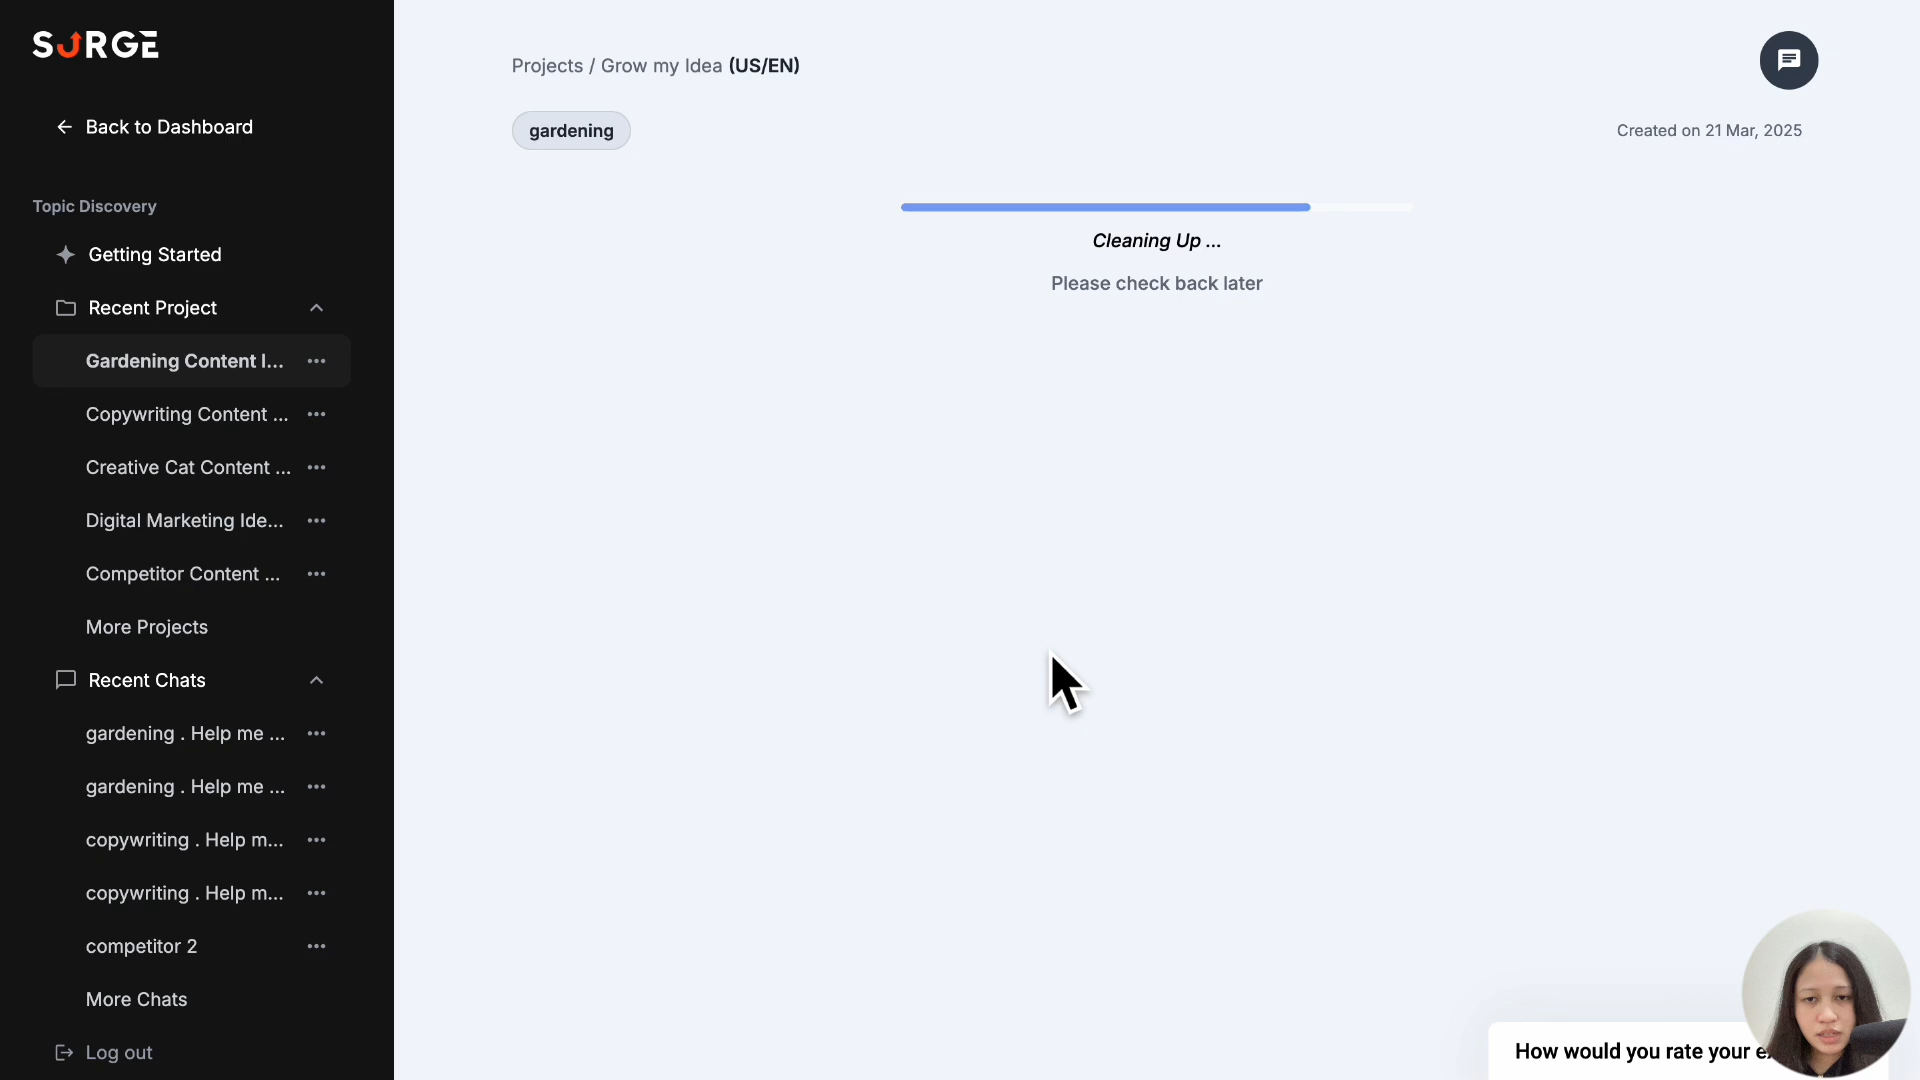 SURGE
Back to Dashboard
Topic Discovery
Getting Started
Recent Project
Gardening Content I...
Copywriting Content ...
Creative Cat Content ...
Digital Marketing Ide...
Competitor Content ...
More Projects
Recent Chats
gardening . Help me ...
gardening . Help me ...
copywriting . Help m...
copywriting . Help m...
competitor 2
More Chats
Log out
Projects / Grow my Idea (US/EN)
gardening
Created on 21 Mar, 2025
Cleaning Up ...
Please check back later
How would you rate your